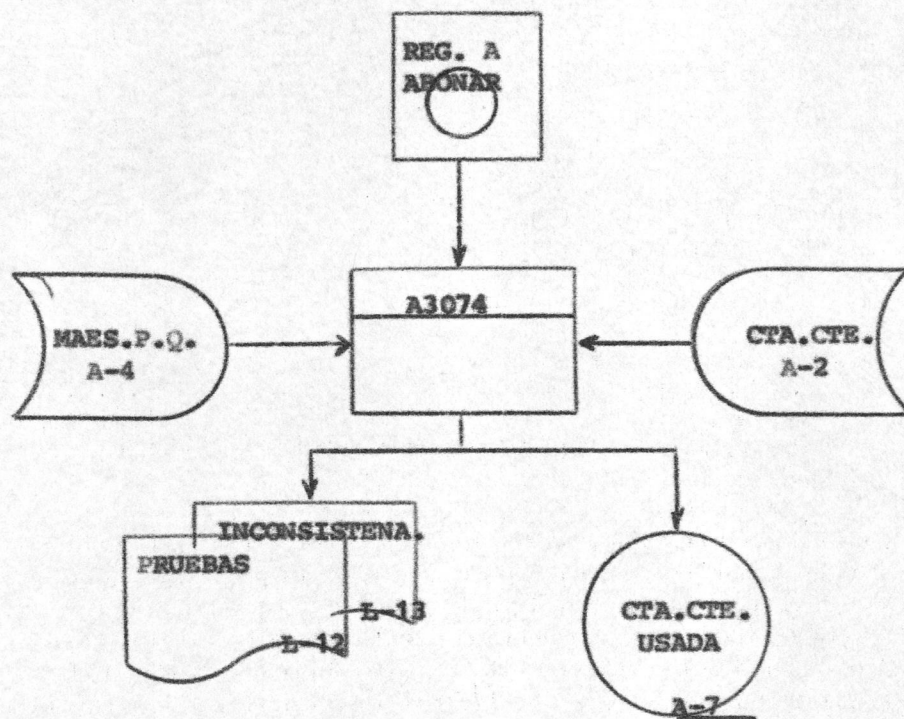 REG. A
ABONAR
A3074
MAES.P.Q.
A-4
CTA.CTE.
A-2
INCONSISTENA.
PRUEBAS
L-13
L-12
CTA.CTE.
USADA
A-7